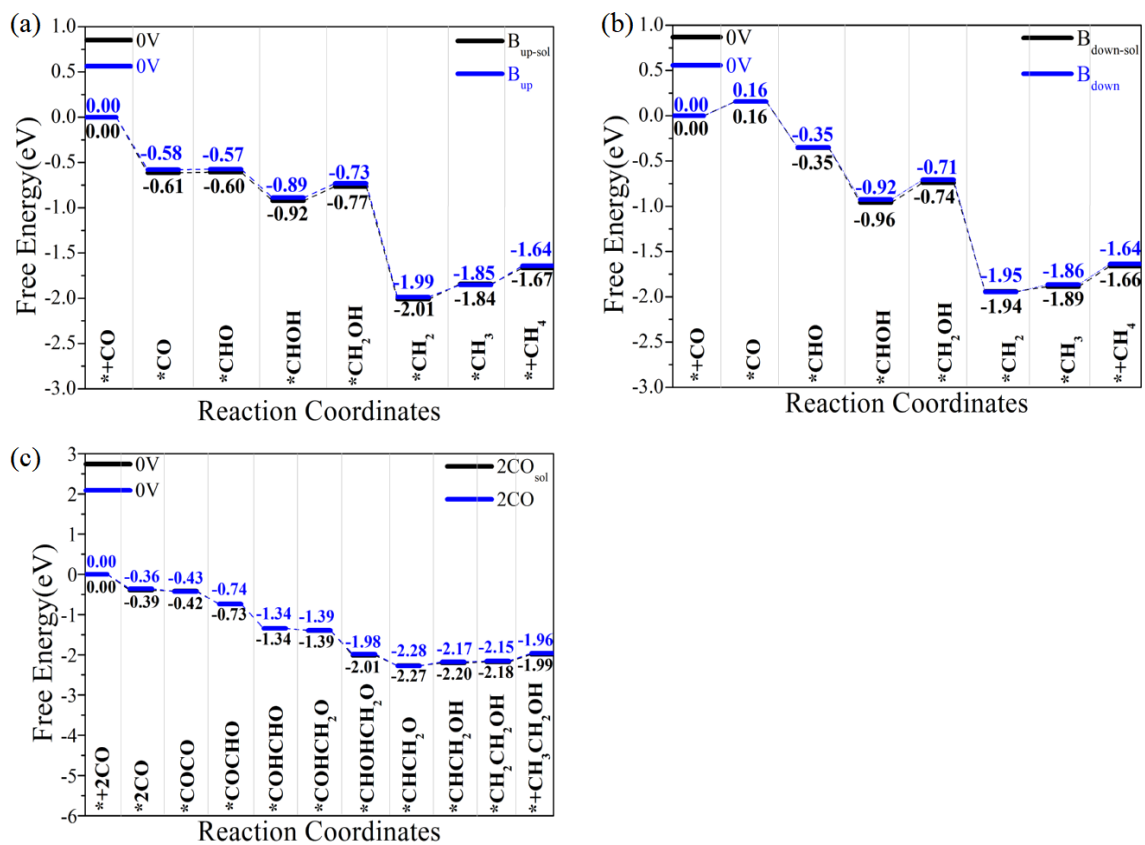 (a)
1.0
0.5
0.0
-0.5
-1.0
-1.5
-2.0
-2.5
-3.0
Free Energy(eV)
0V
0V
B up-sol
B up
0.00
0.00
-0.58
-0.61
-0.57
-0.60
-0.89
-0.92
-0.73
-0.77
-1.99
-2.01
-1.85
-1.84
-1.64
-1.67
*+CO
*CO
*CHO
*CHOH
*CH2OH
*CH2
*CH3
*+CH4
Reaction Coordinates
(b)
1.0
0.5
0.0
-0.5
-1.0
-1.5
-2.0
-2.5
-3.0
Free Energy(eV)
0V
0V
B down-sol
B down
0.00
0.00
0.16
0.16
-0.35
-0.35
-0.92
-0.96
-0.71
-0.74
-1.95
-1.94
-1.86
-1.89
-1.64
-1.66
*+CO
*CO
*CHO
*CHOH
*CH2OH
*CH2
*CH3
*+CH4
Reaction Coordinates
(c)
3
2
1
0
-1
-2
-3
-4
-5
-6
Free Energy(eV)
0V
0V
2CO sol
2CO
0.00
0.00
-0.36
-0.39
-0.43
-0.42
-0.74
-0.73
-1.34
-1.34
-1.39
-1.39
-1.98
-2.01
-2.28
-2.27
-2.17
-2.20
-2.15
-2.18
-1.96
-1.99
*+2CO
*2CO
*COCO
*COCHO
*COHCHO
*COHCH2O
*CHOHCH2O
*CHCH2O
*CHCH2OH
*CH2CH2OH
*+CH3CH2OH
Reaction Coordinates